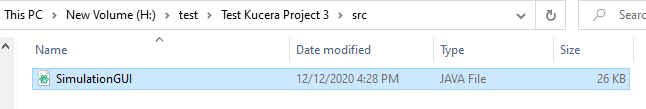 This PC > New Volume (H:) > test > Test Kucera Project 3 > src
Name Date modified Type Size
SimulationGUI 12/12/2020 4:28 PM JAVA File 26 KB